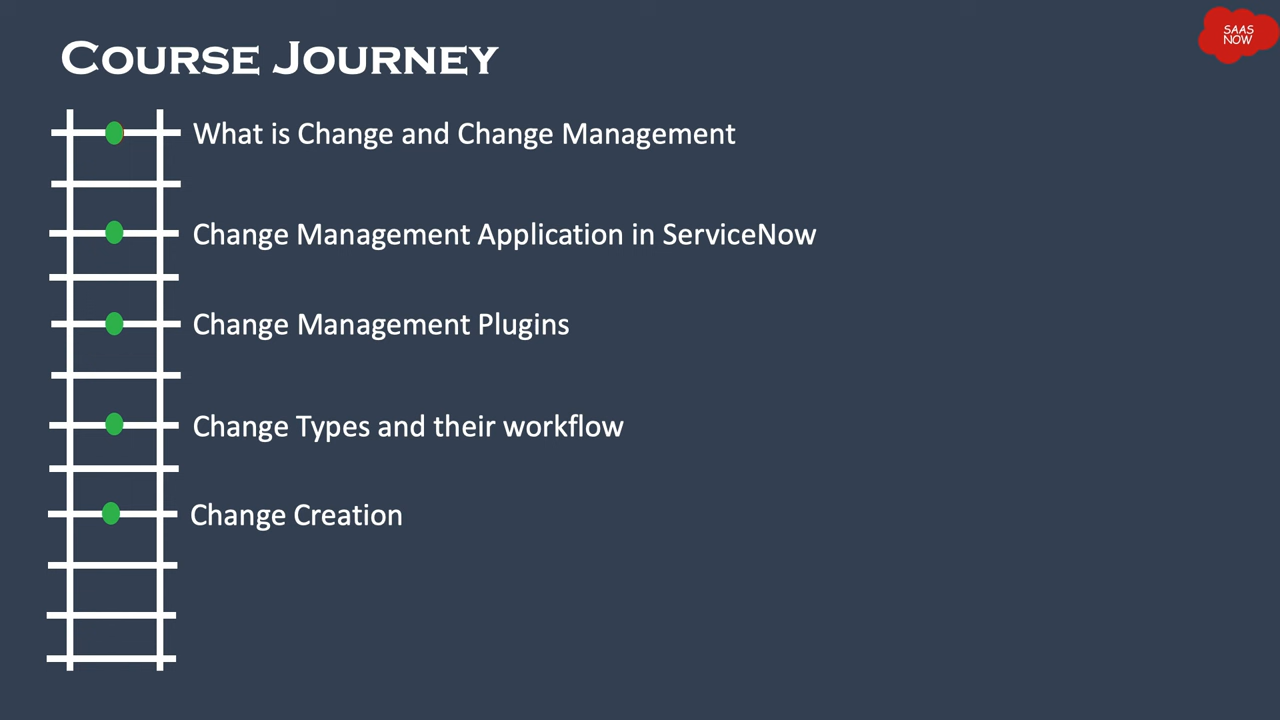 COURSE JOURNEY
SAAS
NOW
What is Change and Change Management
Change Management Application in ServiceNow
Change Management Plugins
Change Types and their workflow
Change Creation